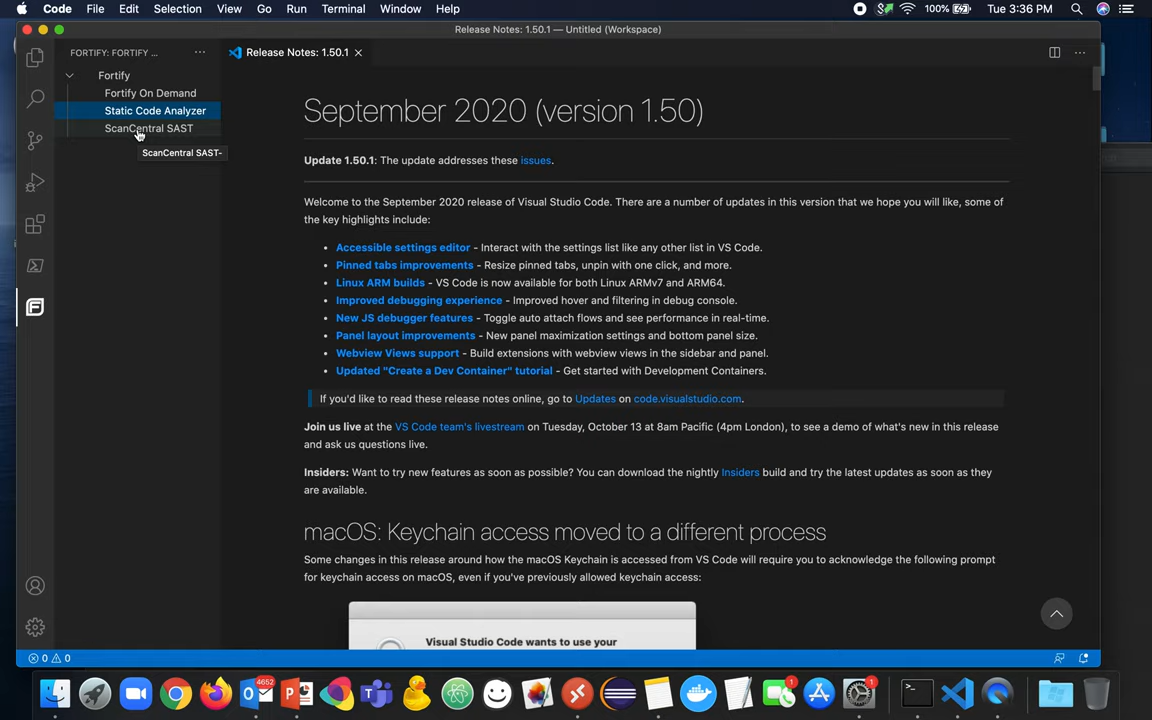 Code File Edit Selection View Go Run Terminal Window Help 100% Tue 3:36 PM
Release Notes: 1.50.1 — Untitled (Workspace)
FORTIFY: FORTIFY ... ···
Release Notes: 1.50.1 ×
Fortify
Fortify On Demand
Static Code Analyzer
ScanCentral SAST
ScanCentral SAST-
September 2020 (version 1.50)
Update 1.50.1: The update addresses these issues.
Welcome to the September 2020 release of Visual Studio Code. There are a number of updates in this version that we hope you will like, some of
the key highlights include:
• Accessible settings editor - Interact with the settings list like any other list in VS Code.
• Pinned tabs improvements - Resize pinned tabs, unpin with one click, and more.
• Linux ARM builds - VS Code is now available for both Linux ARMv7 and ARM64.
• Improved debugging experience - Improved hover and filtering in debug console.
• New JS debugger features - Toggle auto attach flows and see performance in real-time.
• Panel layout improvements - New panel maximization settings and bottom panel size.
• Webview Views support - Build extensions with webview views in the sidebar and panel.
• Updated "Create a Dev Container" tutorial - Get started with Development Containers.
If you'd like to read these release notes online, go to Updates on code.visualstudio.com.
Join us live at the VS Code team's livestream on Tuesday, October 13 at 8am Pacific (4pm London), to see a demo of what's new in this release
and ask us questions live.
Insiders: Want to try new features as soon as possible? You can download the nightly Insiders build and try the latest updates as soon as they
are available.
macOS: Keychain access moved to a different process
Some changes in this release around how the macOS Keychain is accessed from VS Code will require you to acknowledge the following prompt
for keychain access on macOS, even if you've previously allowed keychain access:
Visual Studio Code wants to use your
0 0
4652 1 1